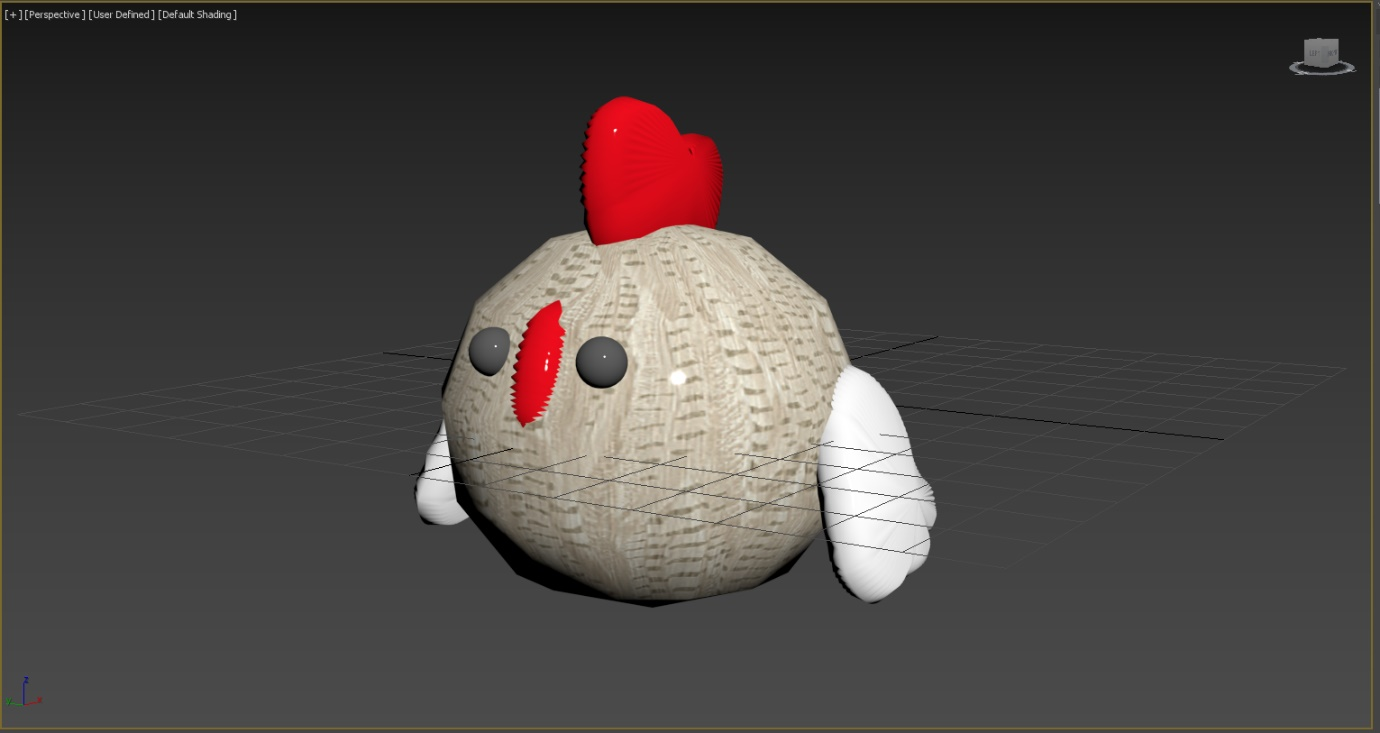 [+] [Perspective] [User Defined] [Default Shading]
z
y
x